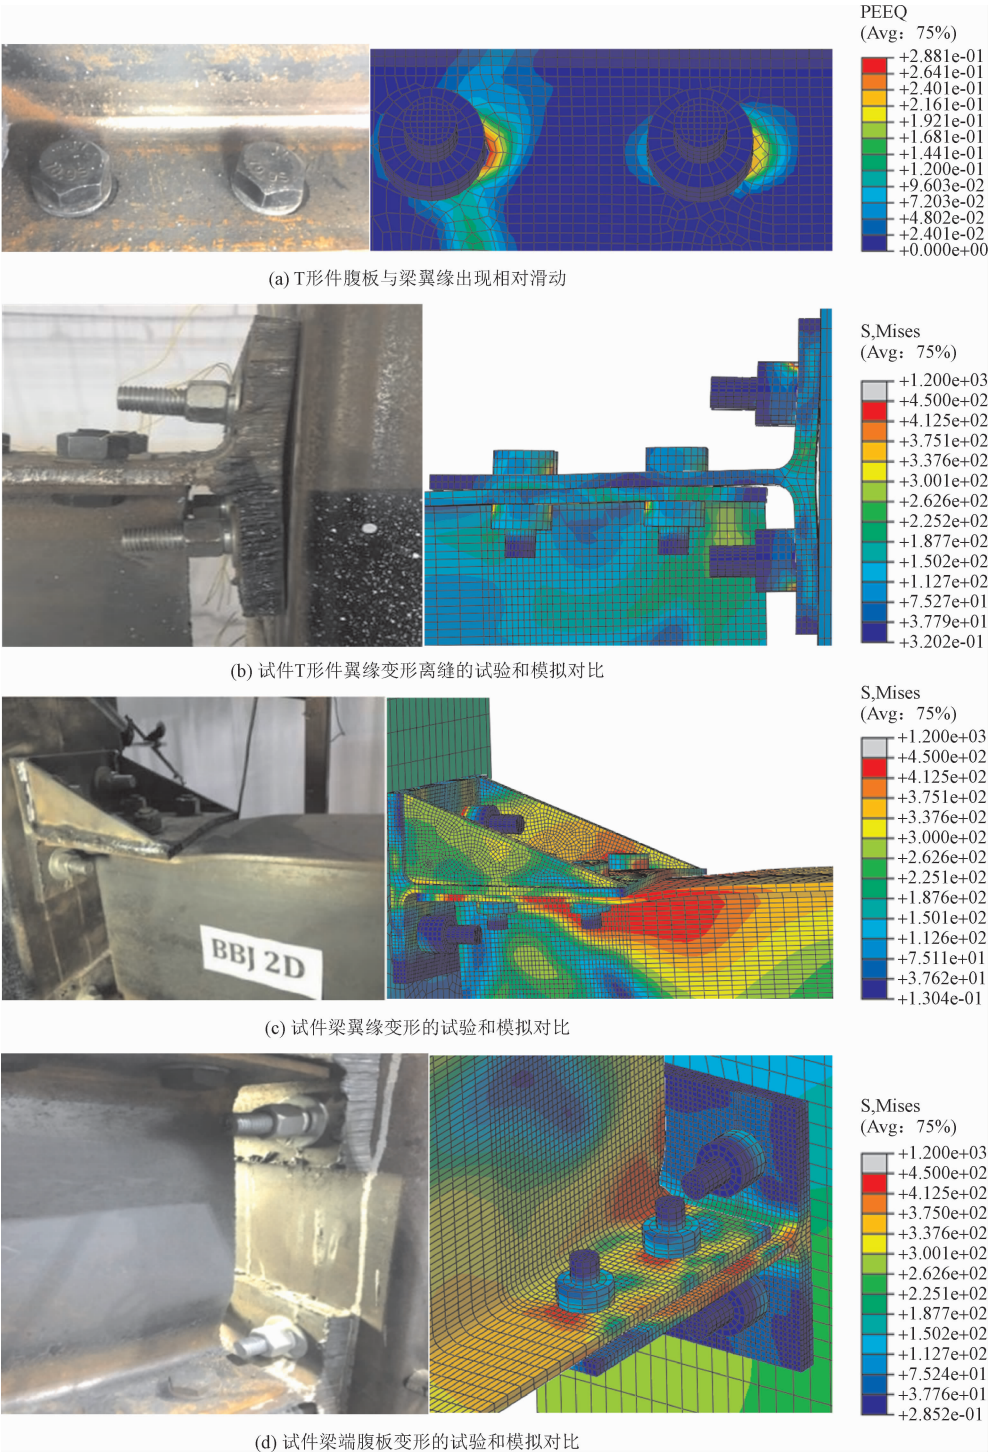 PEEQ
(Avg: 75%)
+2.881e-01
+2.641e-01
+2.401e-01
+2.161e-01
+1.921e-01
+1.681e-01
+1.441e-01
+1.200e-01
+9.603e-02
+7.203e-02
+4.802e-02
+2.401e-02
+0.000e+00
(a) T形件腹板与梁翼缘出现相对滑动
S,Mises
(Avg: 75%)
+1.200e+03
+4.500e+02
+4.125e+02
+3.751e+02
+3.376e+02
+3.001e+02
+2.626e+02
+2.252e+02
+1.877e+02
+1.502e+02
+1.127e+02
+7.527e+01
+3.779e+01
+3.202e-01
(b) 试件T形件翼缘变形离缝的试验和模拟对比
S,Mises
(Avg: 75%)
+1.200e+03
+4.500e+02
+4.125e+02
+3.751e+02
+3.376e+02
+3.000e+02
+2.626e+02
+2.251e+02
+1.876e+02
+1.501e+02
+1.126e+02
+7.511e+01
+3.762e+01
+1.304e-01
BBJ 2D
(c) 试件梁翼缘变形的试验和模拟对比
S,Mises
(Avg: 75%)
+1.200e+03
+4.500e+02
+4.125e+02
+3.750e+02
+3.376e+02
+3.001e+02
+2.626e+02
+2.251e+02
+1.877e+02
+1.502e+02
+1.127e+02
+7.524e+01
+3.776e+01
+2.852e-01
(d) 试件梁端腹板变形的试验和模拟对比